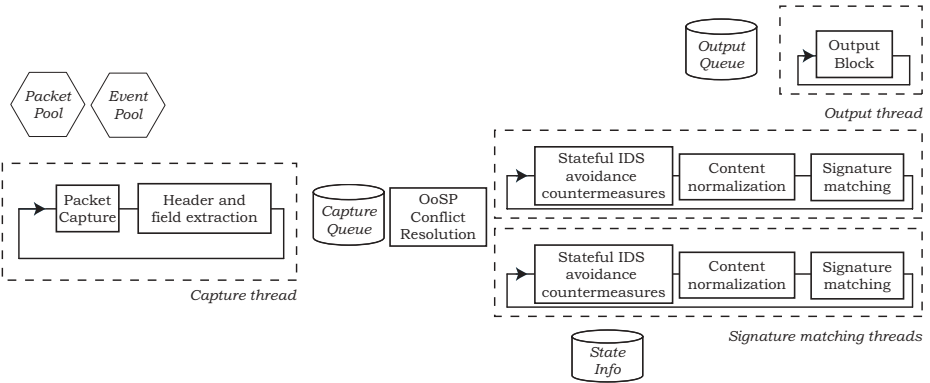 Packet
Pool
Event
Pool
Packet
Capture
Header and
field extraction
Capture thread
Capture
Queue
OoSP
Conflict
Resolution
Output
Queue
Output
Block
Output thread
Stateful IDS
avoidance
countermeasures
Content
normalization
Signature
matching
Stateful IDS
avoidance
countermeasures
Content
normalization
Signature
matching
Signature matching threads
State
Info